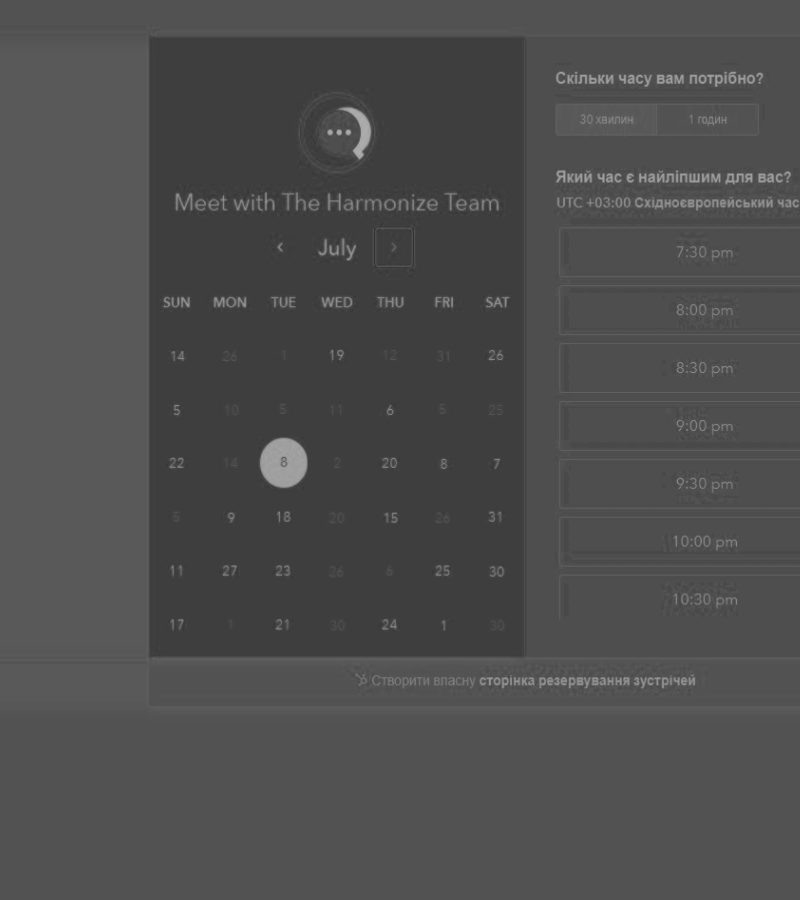 Meet with The Harmonize Team
‹ July ›
SUN MON TUE WED THU FRI SAT
14 26 1 19 12 31 26
5 10 5 11 6 5 25
22 14 8 2 20 8 7
5 9 18 20 15 26 31
11 27 23 26 6 25 30
17 1 21 30 24 1 30
Скільки часу вам потрібно?
30 хвилин 1 годин
Який час є найліпшим для вас?
UTC +03:00 Східноєвропейський час
7:30 pm
8:00 pm
8:30 pm
9:00 pm
9:30 pm
10:00 pm
10:30 pm
Створити власну сторінка резервування зустрічей